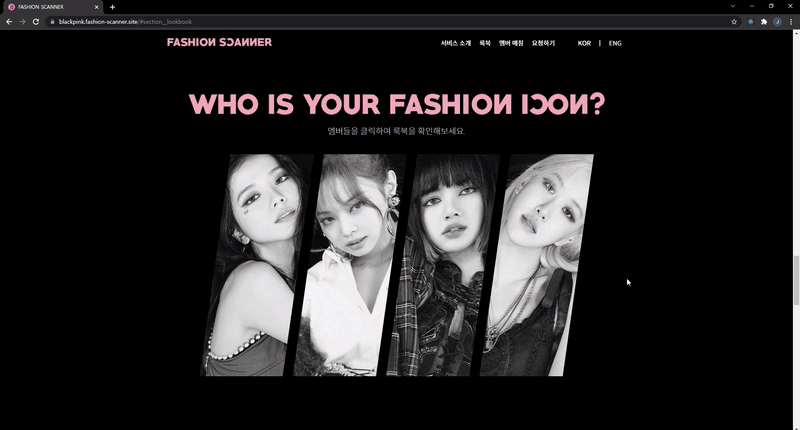 FASHION SCANNER
blackpink.fashion-scanner.site/#section__lookbook
FASHION SCANNER
서비스 소개 룩북 멤버 매칭 요청하기 KOR | ENG
WHO IS YOUR FASHION ICON?
멤버들을 클릭하여 룩북을 확인해보세요.